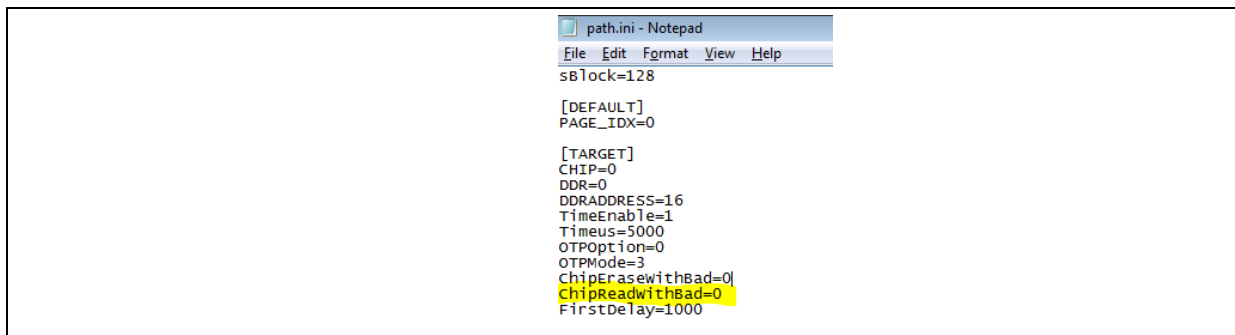 path.ini - Notepad
File Edit Format View Help
sBlock=128
[DEFAULT]
PAGE_IDX=0
[TARGET]
CHIP=0
DDR=0
DDRADDRESS=16
TimeEnable=1
Timeus=5000
OTPOption=0
OTPMode=3
ChipEraseWithBad=0
ChipReadWithBad=0
FirstDelay=1000